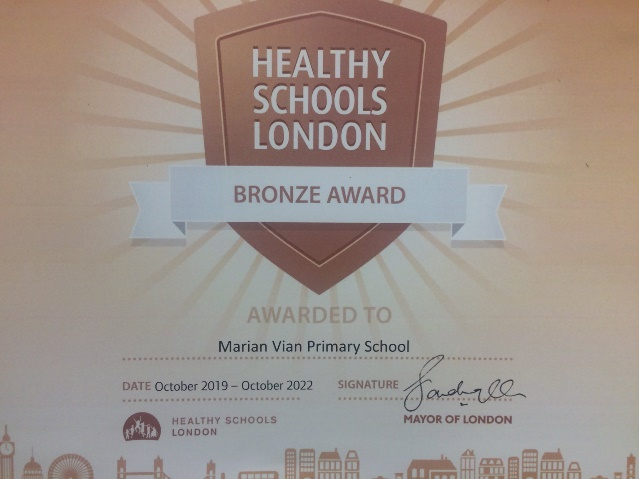 HEALTHY
SCHOOLS
LONDON
BRONZE AWARD
AWARDED TO
Marian Vian Primary School
DATE October 2019 – October 2022
SIGNATURE
MAYOR OF LONDON
HEALTHY SCHOOLS
LONDON